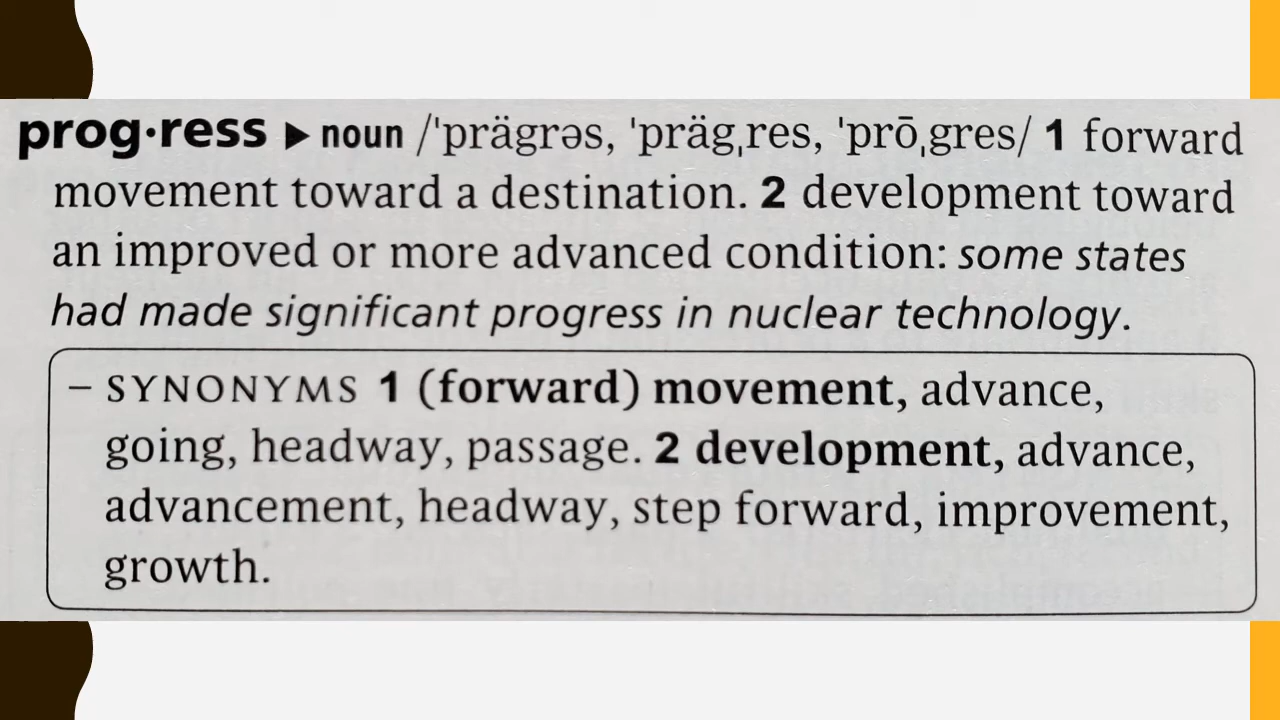 prog·ress ▶ noun /ˈprägrəs, ˈprägˌres, ˈprōˌgres/ 1 forward
movement toward a destination. 2 development toward
an improved or more advanced condition: some states
had made significant progress in nuclear technology.
– SYNONYMS 1 (forward) movement, advance,
going, headway, passage. 2 development, advance,
advancement, headway, step forward, improvement,
growth.